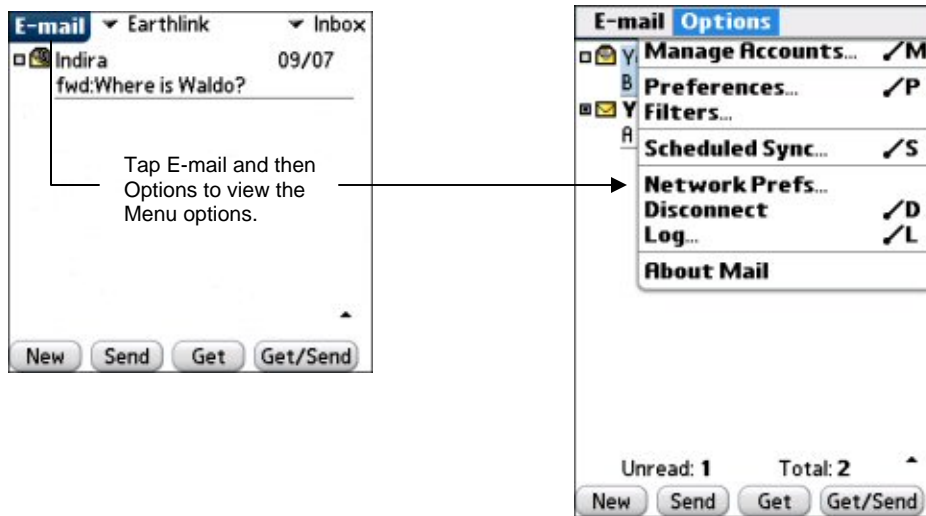 E-mail Earthlink Inbox
Indira 09/07
fwd:Where is Waldo?
Tap E-mail and then
Options to view the
Menu options.
New Send Get Get/Send
E-mail Options
Manage Accounts... /M
B Preferences... /P
Y Filters...
A Scheduled Sync... /S
Network Prefs...
Disconnect /D
Log... /L
About Mail
Unread: 1 Total: 2
New Send Get Get/Send